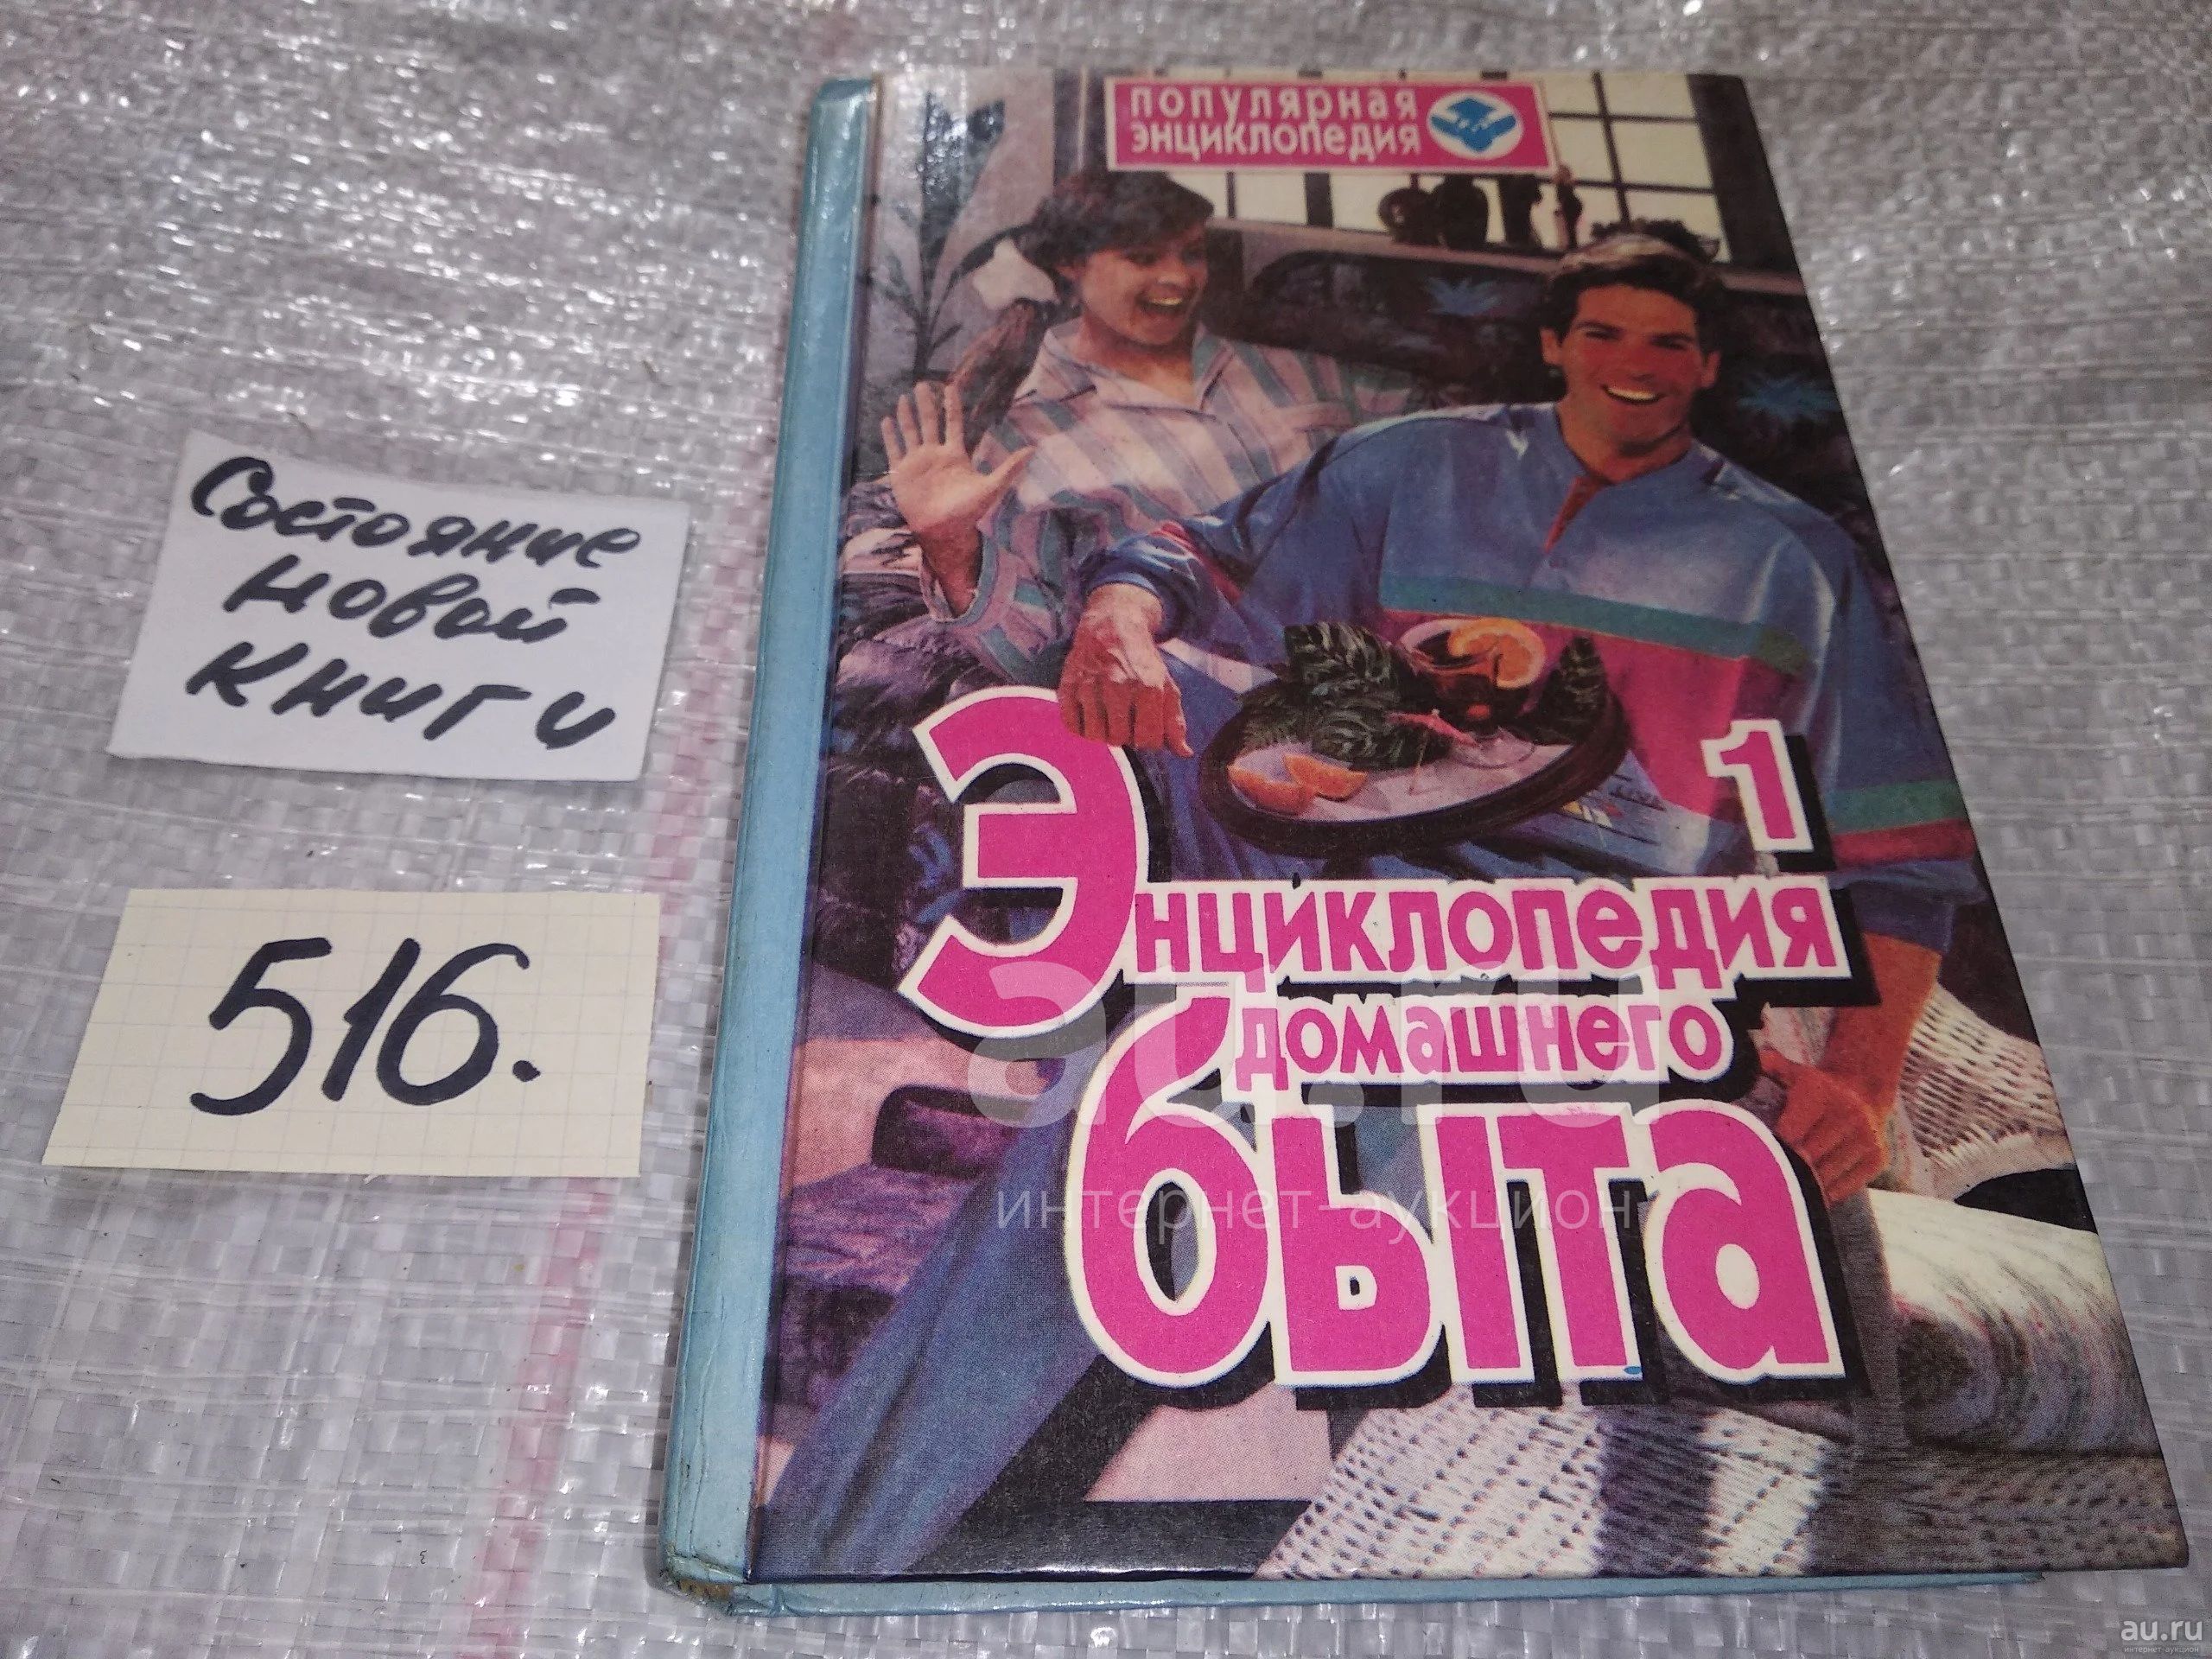 популярная
энциклопедия
Состояние
новой
книги
516.
1
Энциклопедия
домашнего
быта
au.ru
интернет-аукцион
au.ru
интернет-аукцион